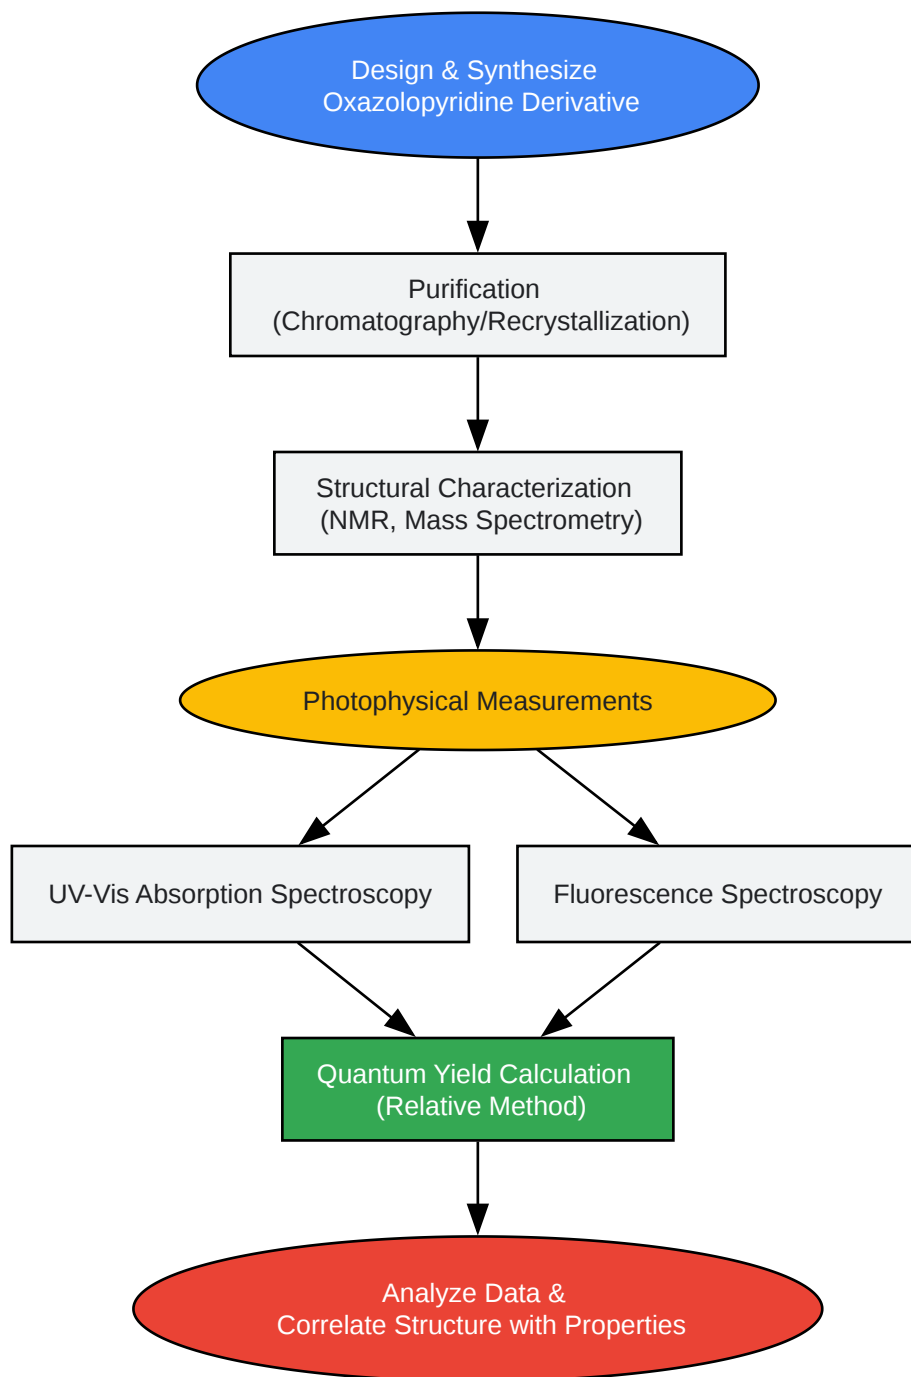 Design & Synthesize
Oxazolopyridine Derivative
Purification
(Chromatography/Recrystallization)
Structural Characterization
(NMR, Mass Spectrometry)
Photophysical Measurements
UV-Vis Absorption Spectroscopy
Fluorescence Spectroscopy
Quantum Yield Calculation
(Relative Method)
Analyze Data &
Correlate Structure with Properties